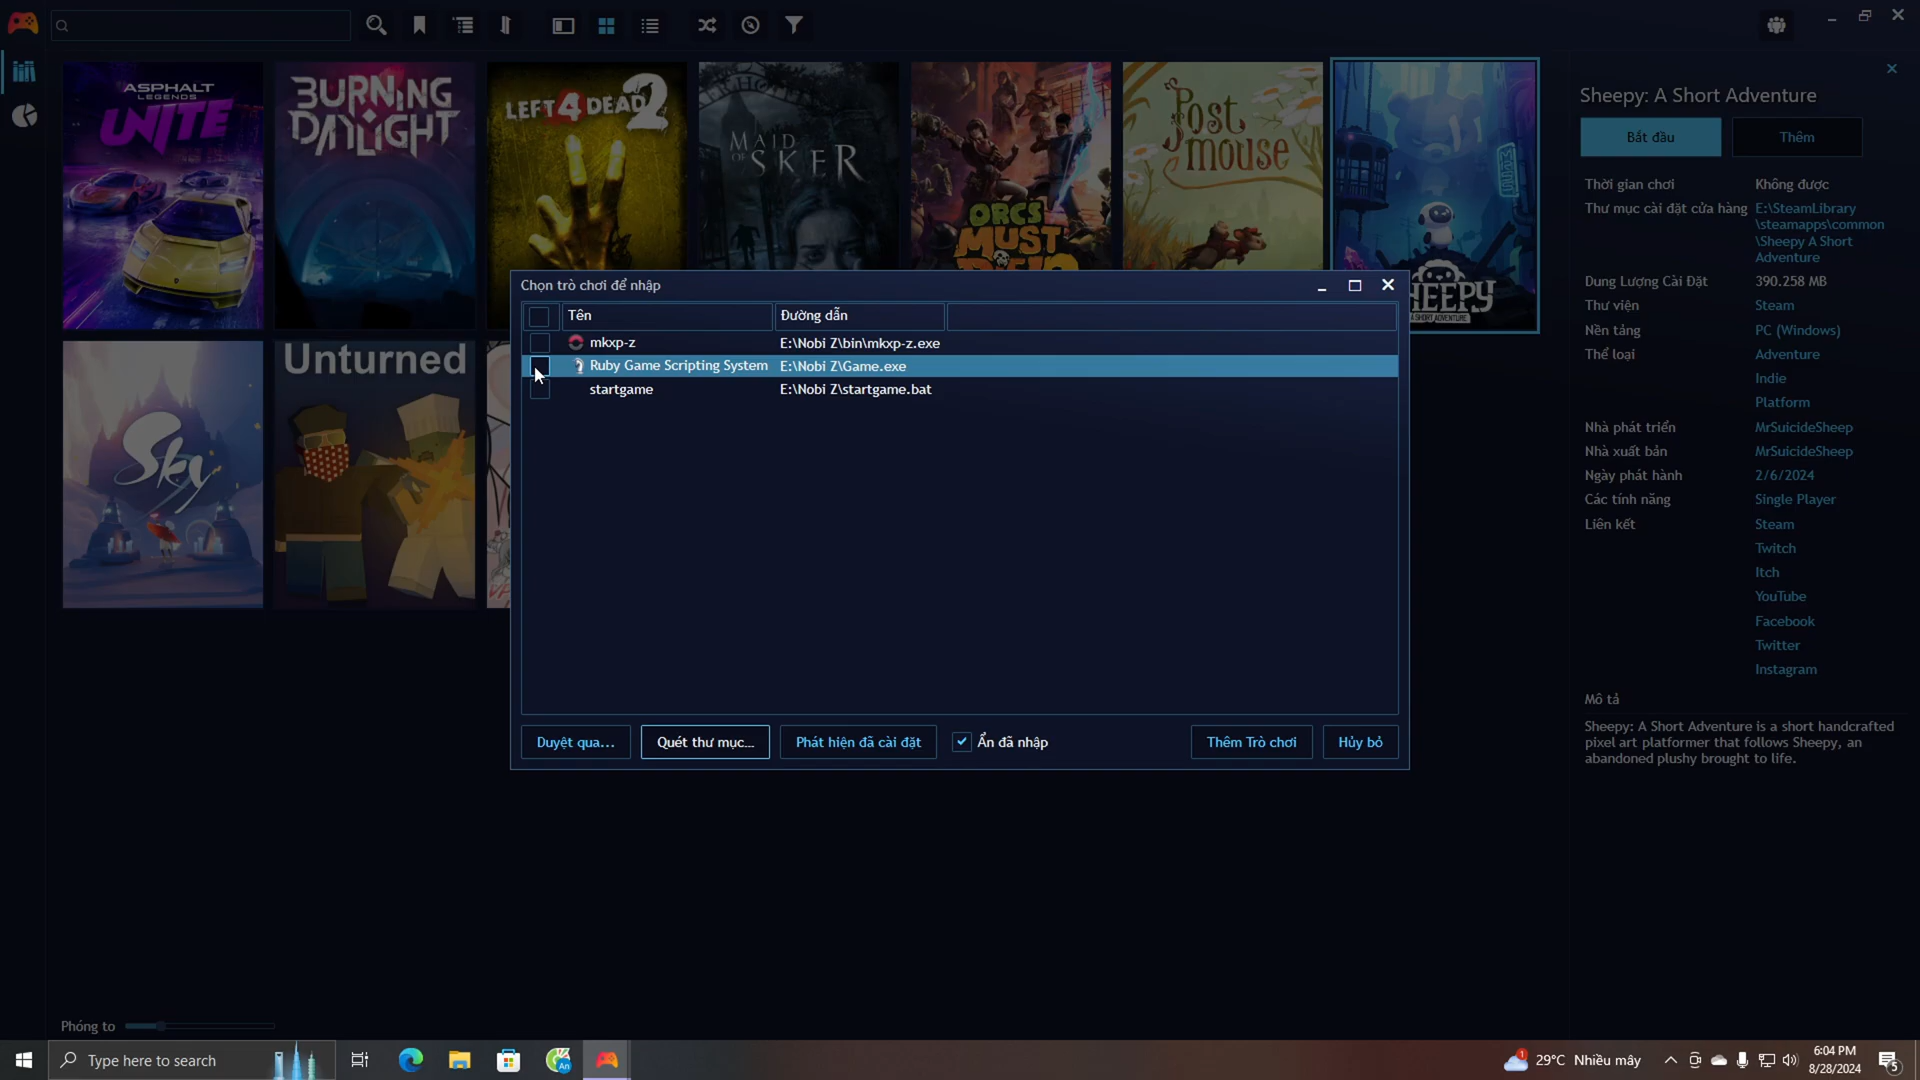 ASPHALT
LEGENDS
UNITE
BURNING
DAYLIGHT
LEFT 4 DEAD 2
MAID
OF SKER
ORCS
MUST
DIE
Post
mouse
SHEEPY
A SHORT ADVENTURE
Sky
Unturned
Chọn trò chơi để nhập
Tên
Đường dẫn
mkxp-z
E:\Nobi Z\bin\mkxp-z.exe
Ruby Game Scripting System
E:\Nobi Z\Game.exe
startgame
E:\Nobi Z\startgame.bat
Duyệt qua...
Quét thư mục...
Phát hiện đã cài đặt
Ẩn đã nhập
Thêm Trò chơi
Hủy bỏ
Sheepy: A Short Adventure
Bắt đầu
Thêm
Thời gian chơi
Không được
Thư mục cài đặt cửa hàng
E:\SteamLibrary
\steamapps\common
\Sheepy A Short
Adventure
Dung Lượng Cài Đặt
390.258 MB
Thư viện
Steam
Nền tảng
PC (Windows)
Thể loại
Adventure
Indie
Platform
Nhà phát triển
MrSuicideSheep
Nhà xuất bản
MrSuicideSheep
Ngày phát hành
2/6/2024
Các tính năng
Single Player
Liên kết
Steam
Twitch
Itch
YouTube
Facebook
Twitter
Instagram
Mô tả
Sheepy: A Short Adventure is a short handcrafted
pixel art platformer that follows Sheepy, an
abandoned plushy brought to life.
Phóng to
Type here to search
29°C Nhiều mây
6:04 PM
8/28/2024